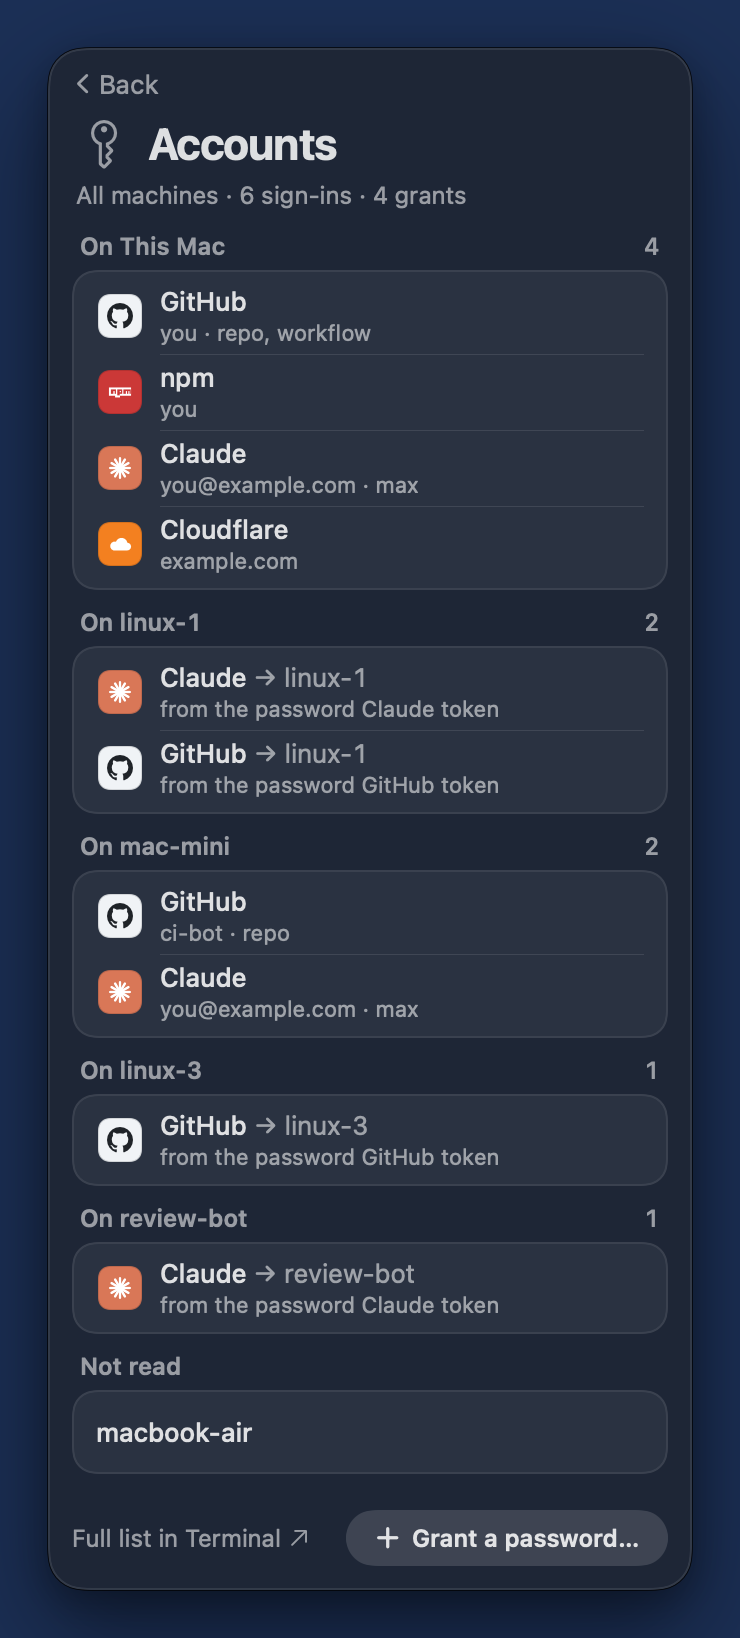 Back
Accounts
All machines · 6 sign-ins · 4 grants
On This Mac 4
GitHub
you · repo, workflow
npm
npm
you
Claude
you@example.com · max
Cloudflare
example.com
On linux-1 2
Claude → linux-1
from the password Claude token
GitHub → linux-1
from the password GitHub token
On mac-mini 2
GitHub
ci-bot · repo
Claude
you@example.com · max
On linux-3 1
GitHub → linux-3
from the password GitHub token
On review-bot 1
Claude → review-bot
from the password Claude token
Not read
macbook-air
Full list in Terminal ↗ + Grant a password...